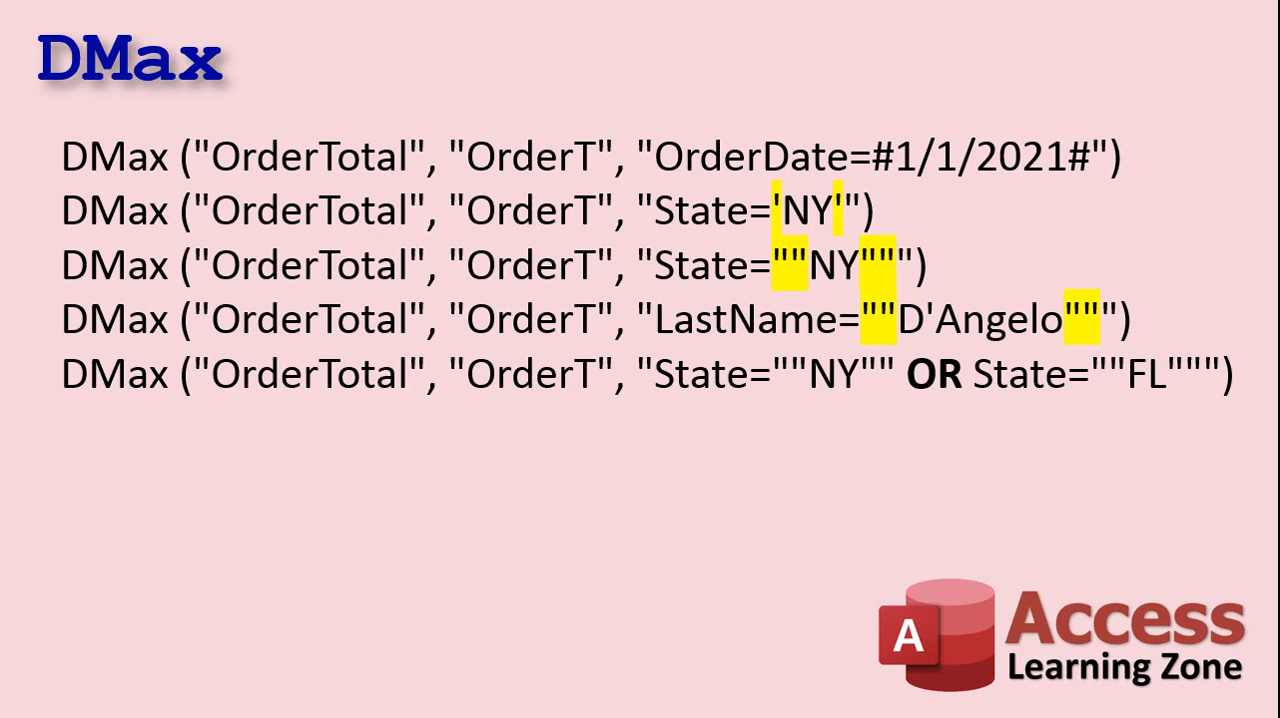 DMax
DMax ("OrderTotal", "OrderT", "OrderDate=#1/1/2021#")
DMax ("OrderTotal", "OrderT", "State='NY'")
DMax ("OrderTotal", "OrderT", "State=""NY""")
DMax ("OrderTotal", "OrderT", "LastName=""D'Angelo""")
DMax ("OrderTotal", "OrderT", "State=""NY"" OR State=""FL""")
A
Access
Learning Zone